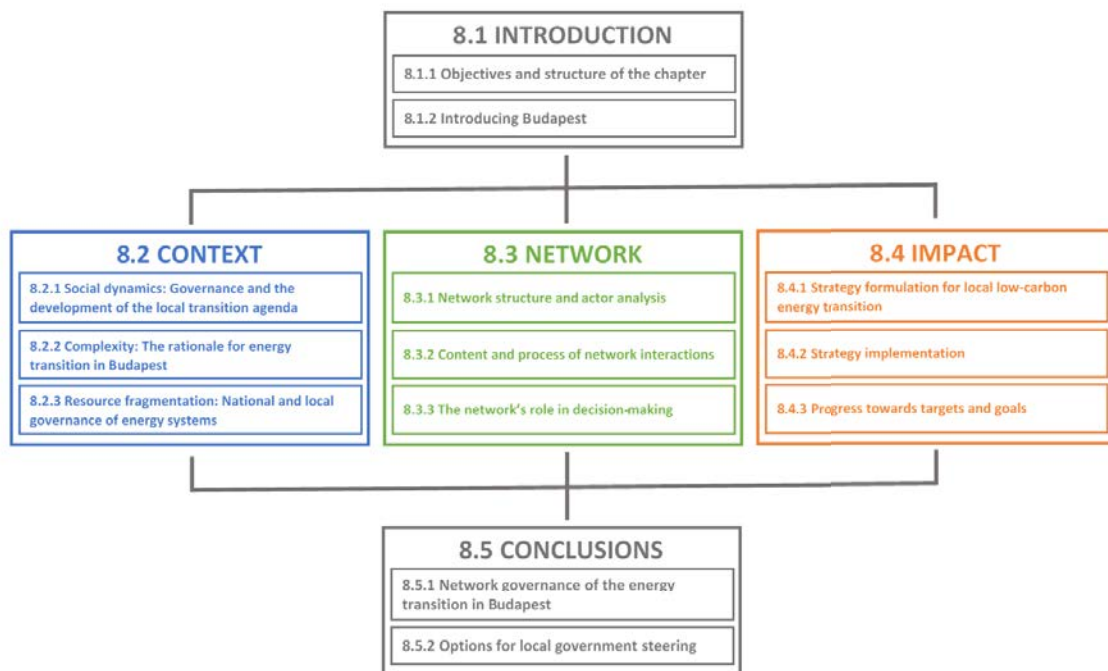 8.1 INTRODUCTION
8.1.1 Objectives and structure of the chapter
8.1.2 Introducing Budapest
8.2 CONTEXT
8.2.1 Social dynamics: Governance and the
development of the local transition agenda
8.2.2 Complexity: The rationale for energy
transition in Budapest
8.2.3 Resource fragmentation: National and local
governance of energy systems
8.3 NETWORK
8.3.1 Network structure and actor analysis
8.3.2 Content and process of network interactions
8.3.3 The network's role in decision-making
8.4 IMPACT
8.4.1 Strategy formulation for local low-carbon
energy transition
8.4.2 Strategy implementation
8.4.3 Progress towards targets and goals
8.5 CONCLUSIONS
8.5.1 Network governance of the energy
transition in Budapest
8.5.2 Options for local government steering